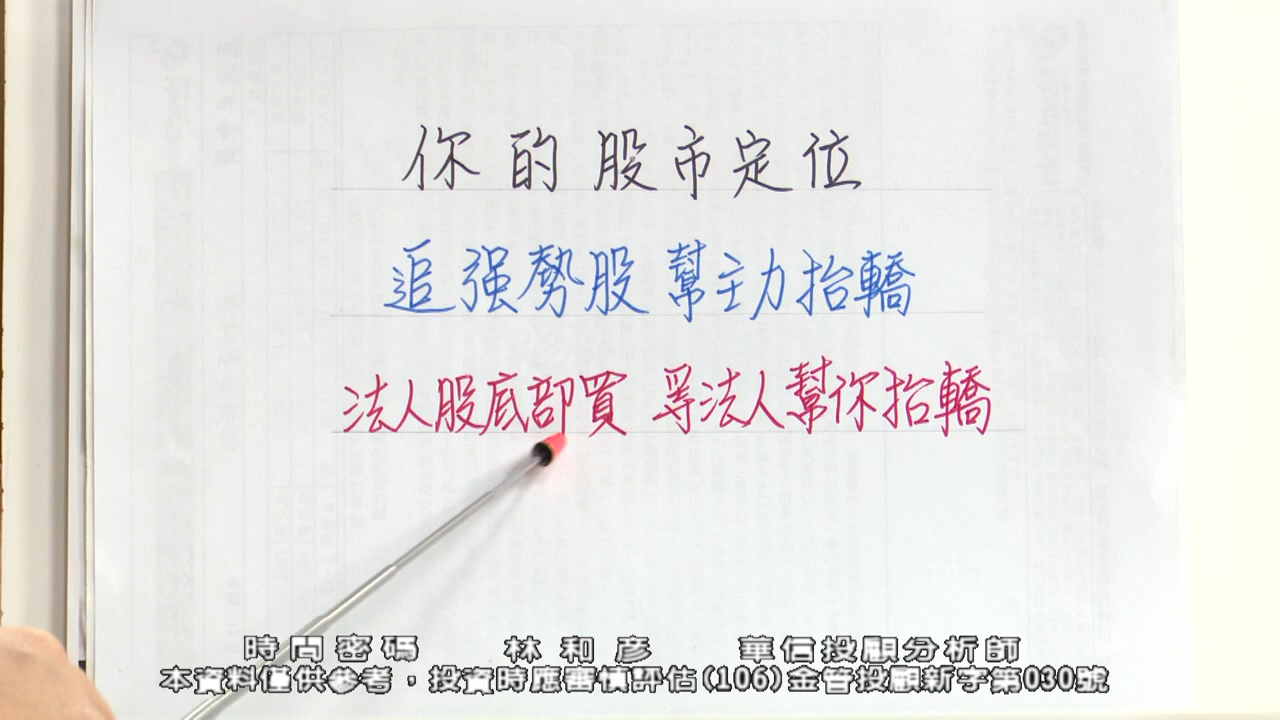 你的股市定位
追強勢股 幫主力抬轎
法人股底部買 等法人幫你抬轎
時間密碼 林和彥 華信投顧分析師
本資料僅供參考，投資時應審慎評估(106)金管投顧新字第030號